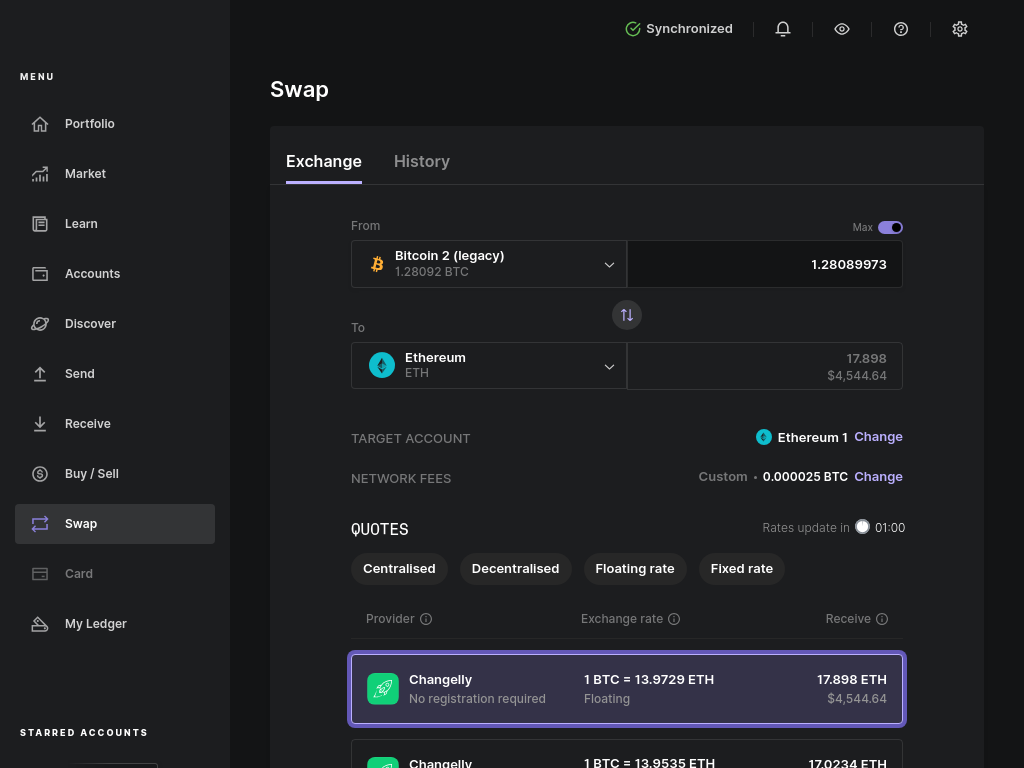 Synchronized
MENU
Portfolio
Market
Learn
Accounts
Discover
Send
Receive
Buy / Sell
Swap
Card
My Ledger
STARRED ACCOUNTS
Swap
Exchange
History
From
Max
Bitcoin 2 (legacy)
1.28092 BTC
1.28089973
To
Ethereum
ETH
17.898
$4,544.64
TARGET ACCOUNT
Ethereum 1 Change
NETWORK FEES
Custom • 0.000025 BTC Change
QUOTES
Rates update in 01:00
Centralised
Decentralised
Floating rate
Fixed rate
Provider
Exchange rate
Receive
Changelly
1 BTC = 13.9729 ETH
17.898 ETH
No registration required
Floating
$4,544.64
Changelly
1 BTC = 13.9535 ETH
17.0234 ETH